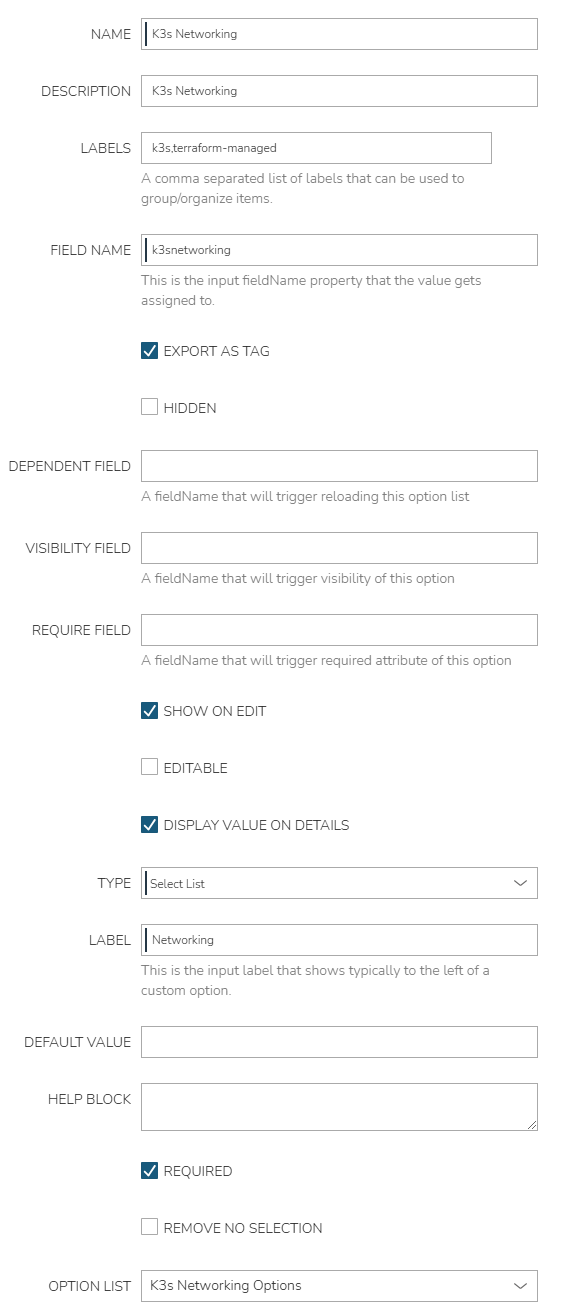 NAME K3s Networking
DESCRIPTION K3s Networking
LABELS k3s,terraform-managed
A comma separated list of labels that can be used to
group/organize items.
FIELD NAME k3snetworking
This is the input fieldName property that the value gets
assigned to.
EXPORT AS TAG
HIDDEN
DEPENDENT FIELD
A fieldName that will trigger reloading this option list
VISIBILITY FIELD
A fieldName that will trigger visibility of this option
REQUIRE FIELD
A fieldName that will trigger required attribute of this option
SHOW ON EDIT
EDITABLE
DISPLAY VALUE ON DETAILS
TYPE Select List
LABEL Networking
This is the input label that shows typically to the left of a
custom option.
DEFAULT VALUE
HELP BLOCK
REQUIRED
REMOVE NO SELECTION
OPTION LIST K3s Networking Options